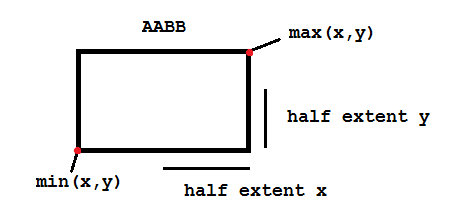 AABB
max(x,y)
half extent y
min(x,y)
half extent x